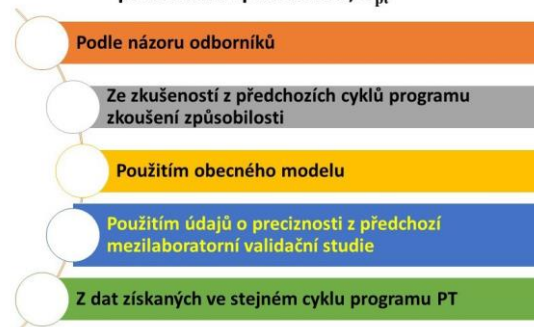 Podle názoru odborníků
Ze zkušeností z předchozích cyklů programu
zkoušení způsobilosti
Použitím obecného modelu
Použitím údajů o preciznosti z předchozí
mezilaboratorní validační studie
Z dat získaných ve stejném cyklu programu PT